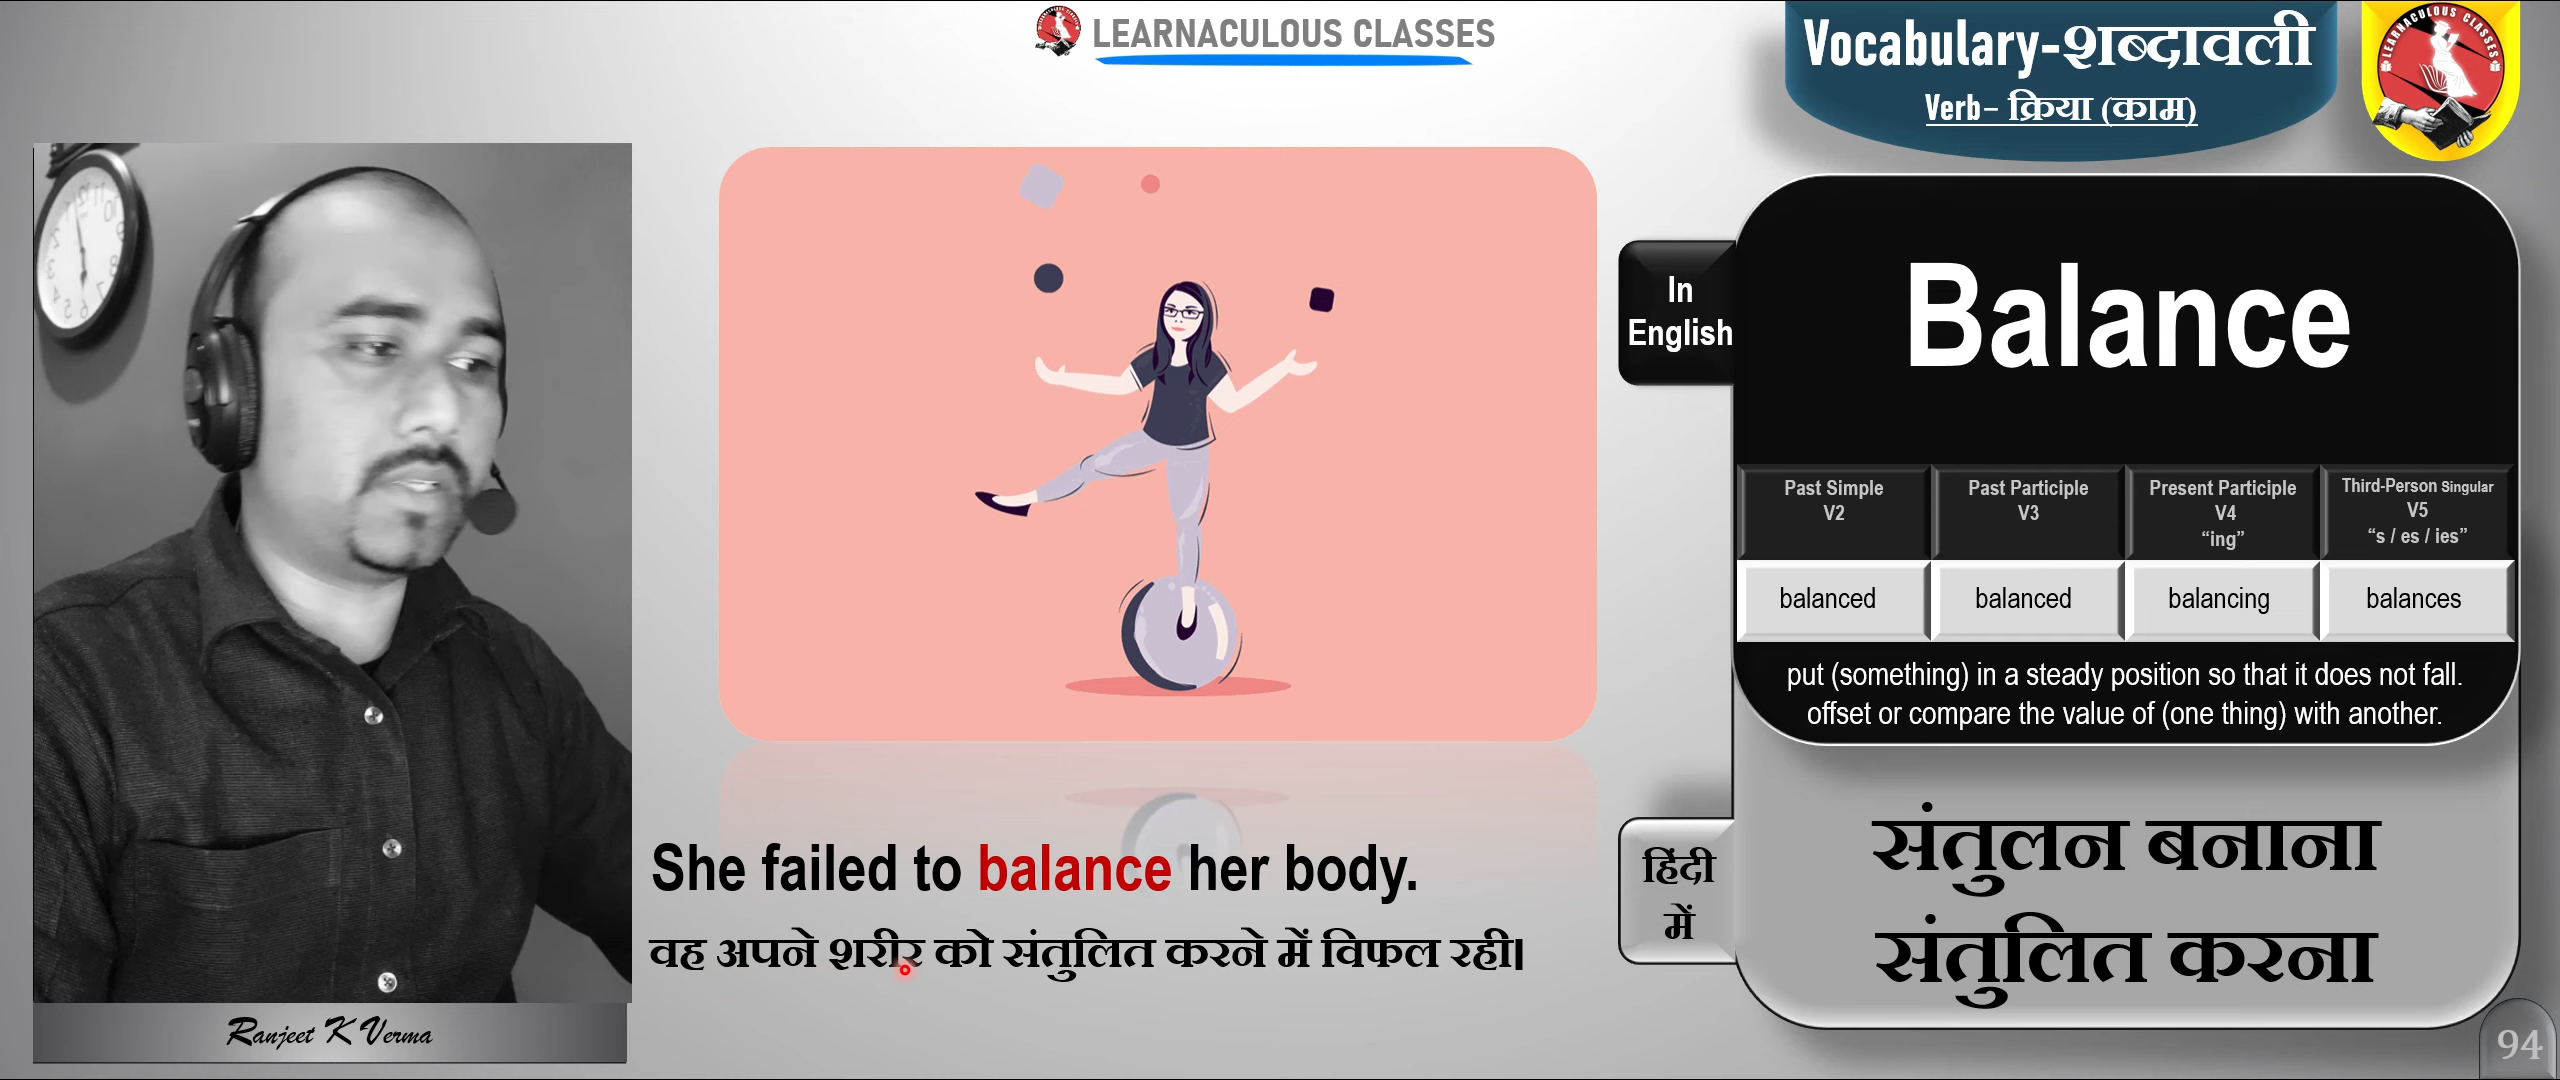 LEARNACULOUS CLASSES
Vocabulary-शब्दावली
Verb- क्रिया (काम)
LEARNACULOUS CLASSES
In
English
Balance
Past Simple
V2
Past Participle
V3
Present Participle
V4
“ing”
Third-Person Singular
V5
“s / es / ies”
balanced
balanced
balancing
balances
put (something) in a steady position so that it does not fall.
offset or compare the value of (one thing) with another.
हिंदी
में
संतुलन बनाना
संतुलित करना
She failed to balance her body.
वह अपने शरीर को संतुलित करने में विफल रही।
Ranjeet K Verma
94